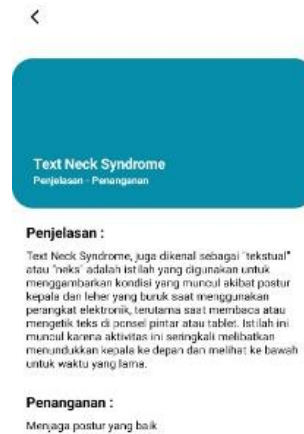 Text Neck Syndrome
Penjelasan - Penanganan
Penjelasan :
Text Neck Syndrome, juga dikenal sebagai "tekstual"
atau "neks" adalah istilah yang digunakan untuk
menggambarkan kondisi yang muncul akibat postur
kepala dan leher yang buruk saat menggunakan
perangkat elektronik, terutama saat membaca atau
mengetik teks di ponsel pintar atau tablet. Istilah ini
muncul karena aktivitas ini seringkali melibatkan
menundukkan kepala ke depan dan melihat ke bawah
untuk waktu yang lama.
Penanganan :
Menjaga postur yang baik